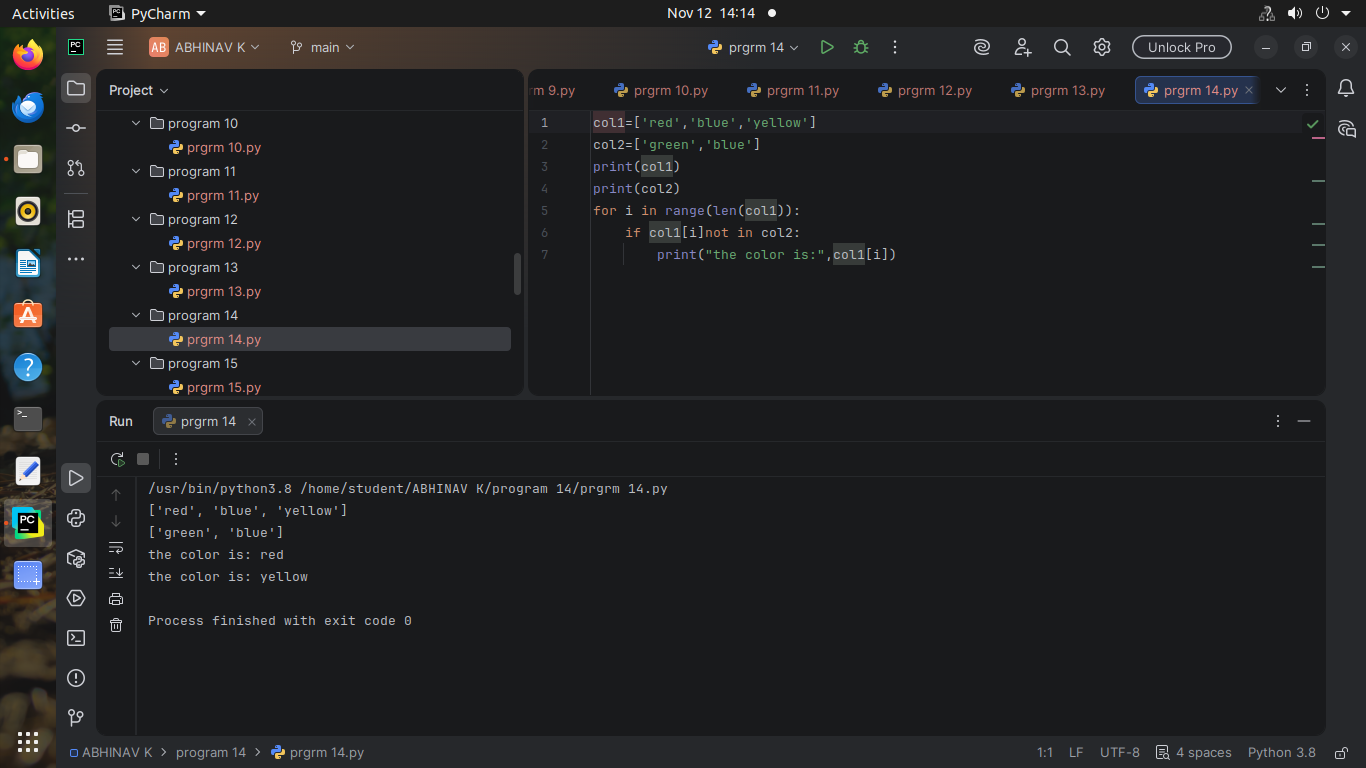 Activities PyCharm Nov 12 14:14
PC AB ABHINAV K main prgrm 14 Unlock Pro
Project
program 10
prgrm 10.py
program 11
prgrm 11.py
program 12
prgrm 12.py
program 13
prgrm 13.py
program 14
prgrm 14.py
program 15
prgrm 15.py
rm 9.py prgrm 10.py prgrm 11.py prgrm 12.py prgrm 13.py prgrm 14.py
1 col1=['red','blue','yellow']
2 col2=['green','blue']
3 print(col1)
4 print(col2)
5 for i in range(len(col1)):
6 if col1[i]not in col2:
7 print("the color is:",col1[i])
Run prgrm 14
/usr/bin/python3.8 /home/student/ABHINAV K/program 14/prgrm 14.py
['red', 'blue', 'yellow']
['green', 'blue']
the color is: red
the color is: yellow
Process finished with exit code 0
PC
ABHINAV K program 14 prgrm 14.py 1:1 LF UTF-8 4 spaces Python 3.8